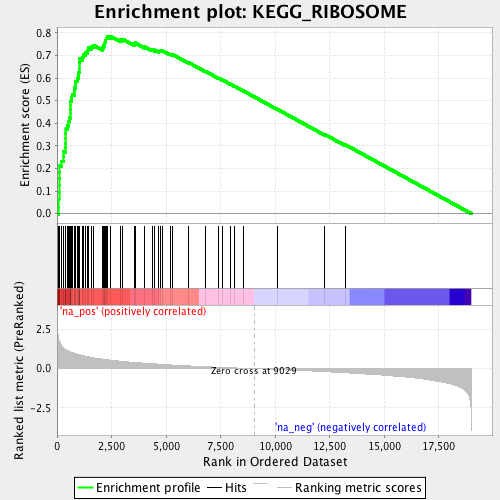 Enrichment plot: KEGG_RIBOSOME
Enrichment score (ES)
0.8
0.7
0.6
0.5
0.4
0.3
0.2
0.1
0.0
'na_pos' (positively correlated)
Ranked list metric (PreRanked)
2.5
0.0
-2.5
Zero cross at 9029
'na_neg' (negatively correlated)
0 2,500 5,000 7,500 10,000 12,500 15,000 17,500
Rank in Ordered Dataset
Enrichment profile Hits Ranking metric scores